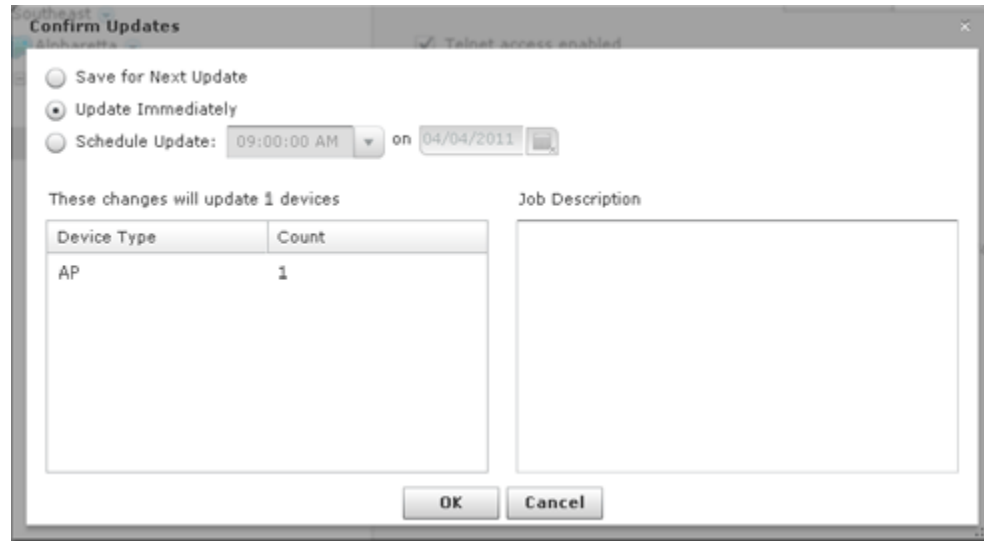 Southeast
Confirm Updates
Alpharetta
Telnet access enabled
Save for Next Update
Update Immediately
Schedule Update: 09:00:00 AM on 04/04/2011
These changes will update 1 devices
Job Description
Device Type Count
AP 1
OK Cancel